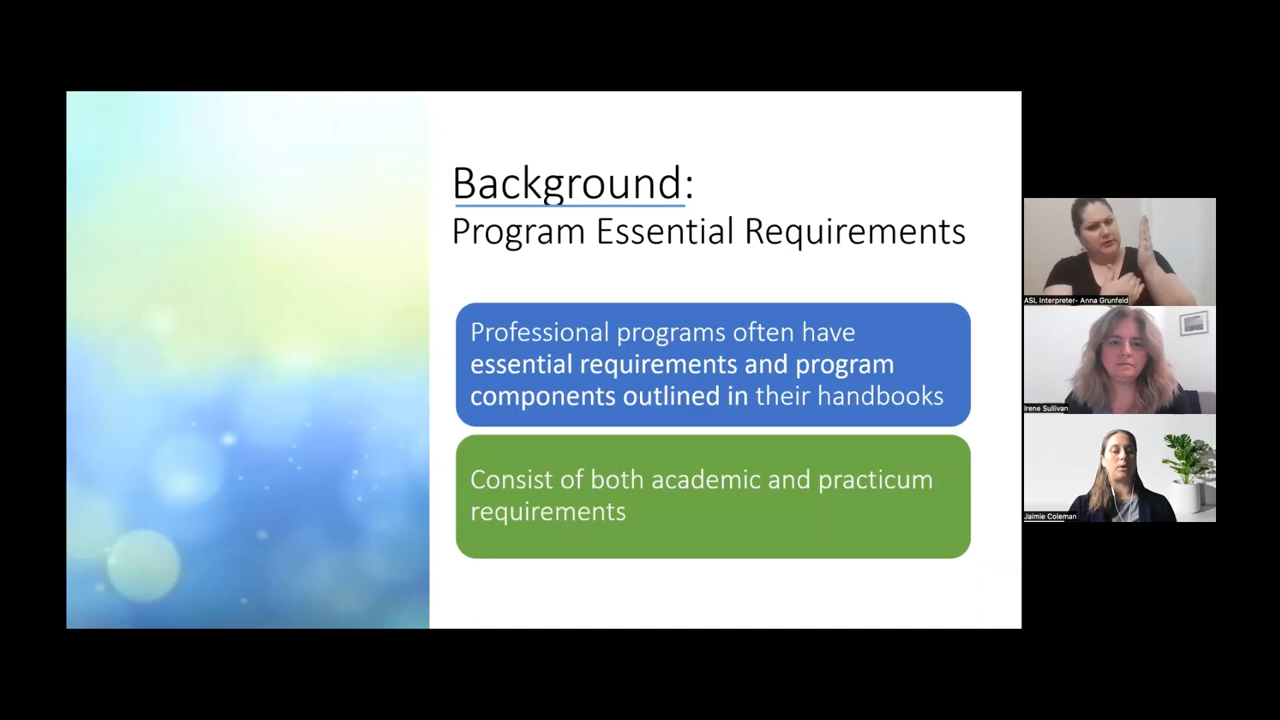 Background:
Program Essential Requirements
Professional programs often have
essential requirements and program
components outlined in their handbooks
Consist of both academic and practicum
requirements
ASL Interpreter- Anna Grunfeld
Irene Sullivan
Jaimie Coleman